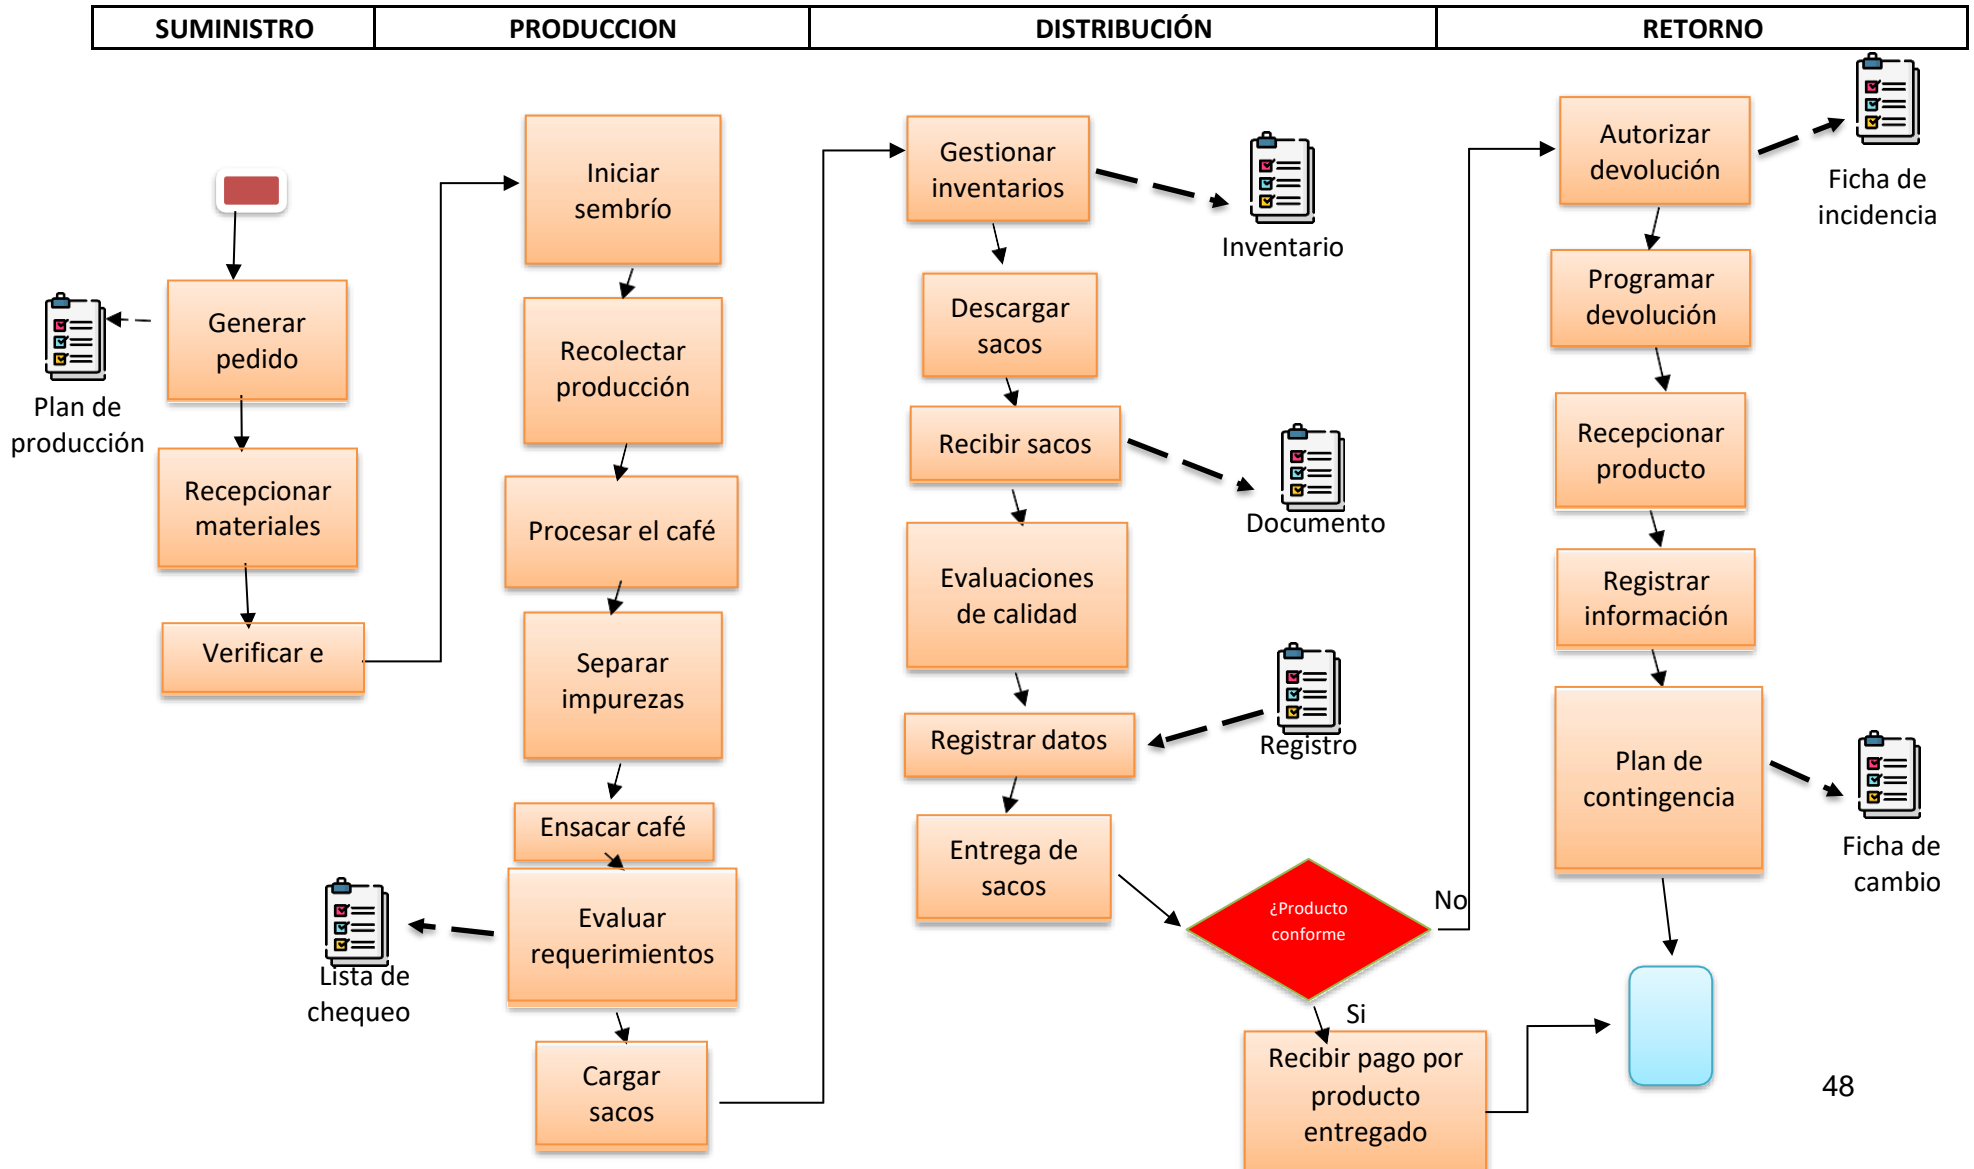 SUMINISTRO
PRODUCCION
DISTRIBUCIÓN
RETORNO
Generar
pedido
Plan de
producción
Recepcionar
materiales
Verificar e
Iniciar
sembrío
Recolectar
producción
Procesar el café
Separar
impurezas
Ensacar café
Evaluar
requerimientos
Lista de
chequeo
Cargar
sacos
Gestionar
inventarios
Inventario
Descargar
sacos
Recibir sacos
Documento
Evaluaciones
de calidad
Registrar datos
Registro
Entrega de
sacos
¿Producto
conforme
No
Si
Recibir pago por
producto
entregado
Autorizar
devolución
Ficha de
incidencia
Programar
devolución
Recepcionar
producto
Registrar
información
Plan de
contingencia
Ficha de
cambio
48